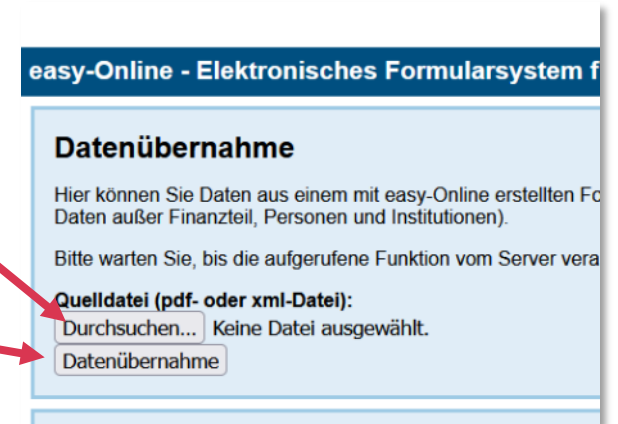 easy-Online - Elektronisches Formularsystem f
Datenübernahme
Hier können Sie Daten aus einem mit easy-Online erstellten Fo
Daten außer Finanzteil, Personen und Institutionen).
Bitte warten Sie, bis die aufgerufene Funktion vom Server vera
Quelldatei (pdf- oder xml-Datei):
Durchsuchen... Keine Datei ausgewählt.
Datenübernahme